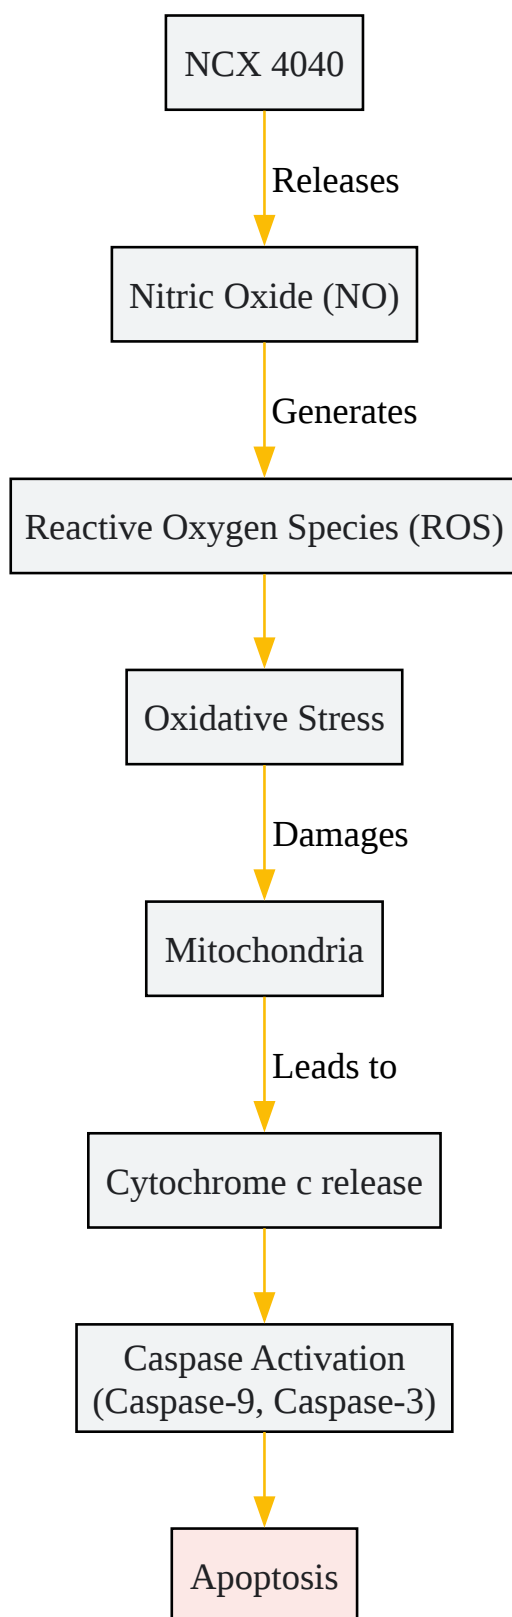 NCX 4040
Releases
Nitric Oxide (NO)
Generates
Reactive Oxygen Species (ROS)
Oxidative Stress
Damages
Mitochondria
Leads to
Cytochrome c release
Caspase Activation
(Caspase-9, Caspase-3)
Apoptosis